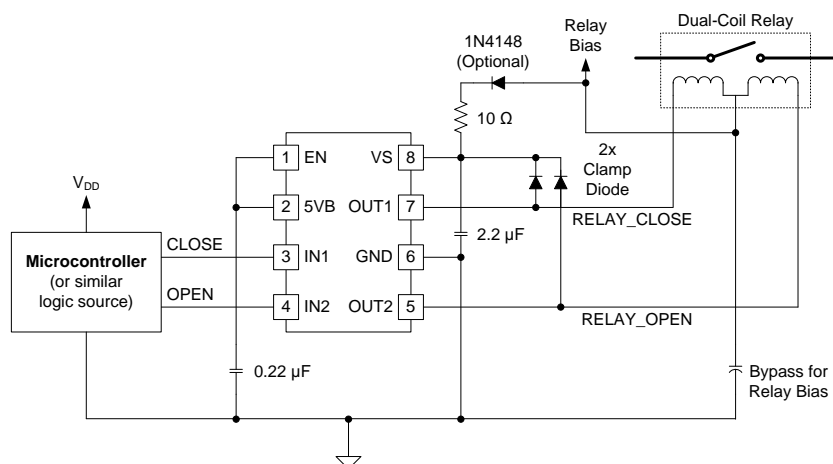 Dual-Coil Relay
Relay
Bias
1N4148
(Optional)
10 Ω
1
EN
VS
8
2x
Clamp
Diode
VDD
2
5VB
OUT1
7
RELAY_CLOSE
2.2 µF
CLOSE
3
IN1
GND
6
Microcontroller
(or similar
logic source)
OPEN
4
IN2
OUT2
5
RELAY_OPEN
0.22 µF
Bypass for
Relay Bias